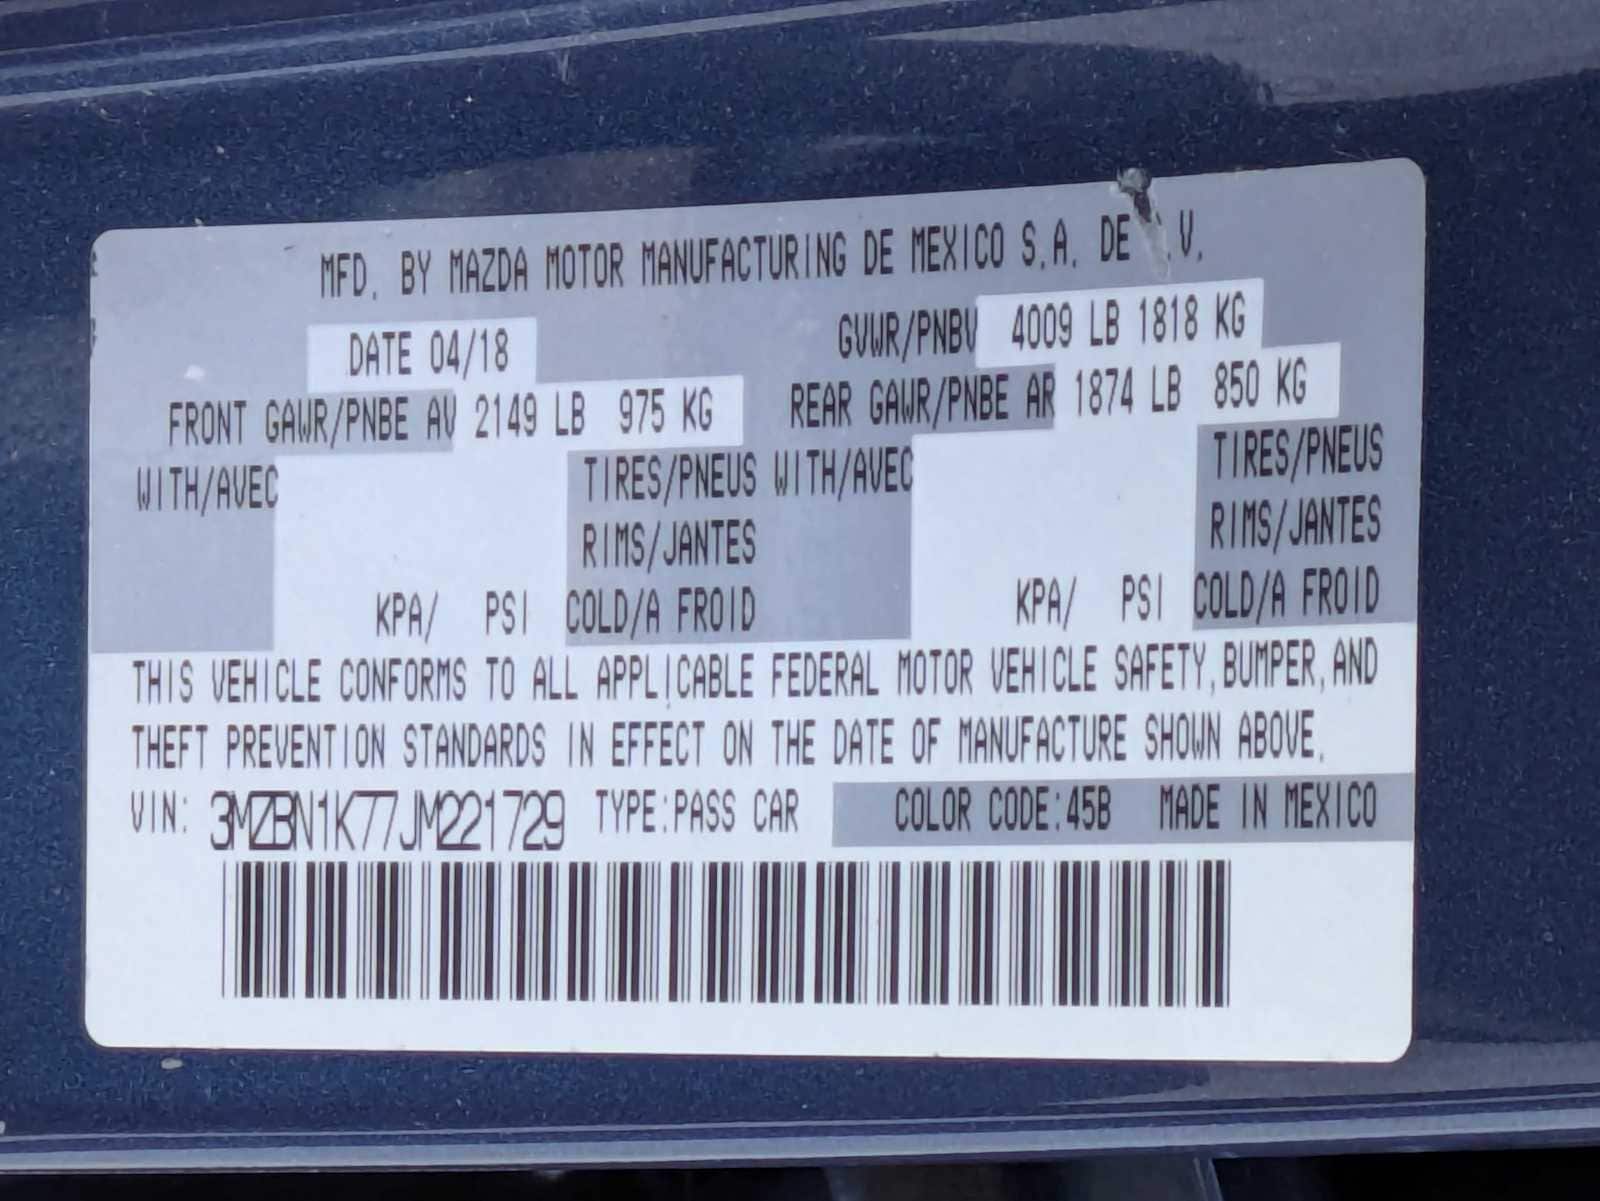 MFD. BY MAZDA MOTOR MANUFACTURING DE MEXICO S.A. DE .V.
DATE 04/18 GVWR/PNBV 4009 LB 1818 KG
FRONT GAWR/PNBE AV 2149 LB 975 KG REAR GAWR/PNBE AR 1874 LB 850 KG
WITH/AVEC TIRES/PNEUS WITH/AVEC TIRES/PNEUS
RIMS/JANTES RIMS/JANTES
KPA/ PSI COLD/A FROID KPA/ PSI COLD/A FROID
THIS VEHICLE CONFORMS TO ALL APPLICABLE FEDERAL MOTOR VEHICLE SAFETY, BUMPER, AND
THEFT PREVENTION STANDARDS IN EFFECT ON THE DATE OF MANUFACTURE SHOWN ABOVE.
VIN: 3MZBN1K77JM221729 TYPE:PASS CAR COLOR CODE:45B MADE IN MEXICO